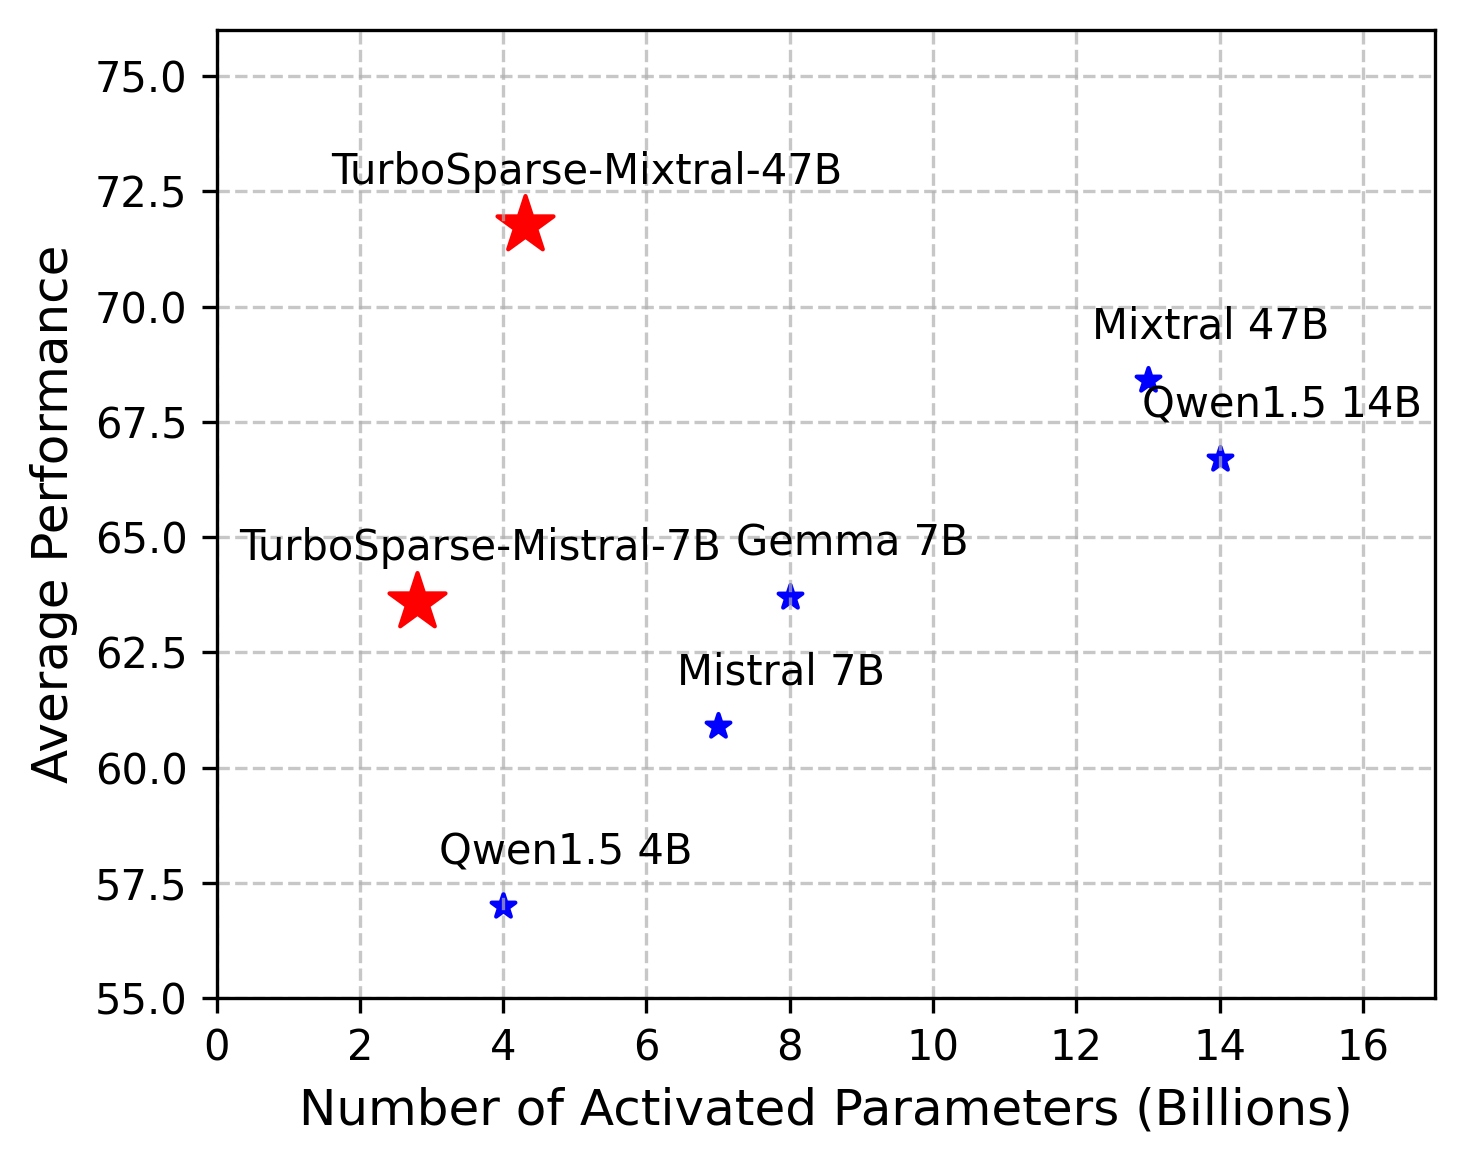 75.0
72.5
70.0
67.5
65.0
62.5
60.0
57.5
55.0
Average Performance
TurboSparse-Mixtral-47B
Mixtral 47B
Qwen1.5 14B
TurboSparse-Mistral-7B
Gemma 7B
Mistral 7B
Qwen1.5 4B
0 2 4 6 8 10 12 14 16
Number of Activated Parameters (Billions)